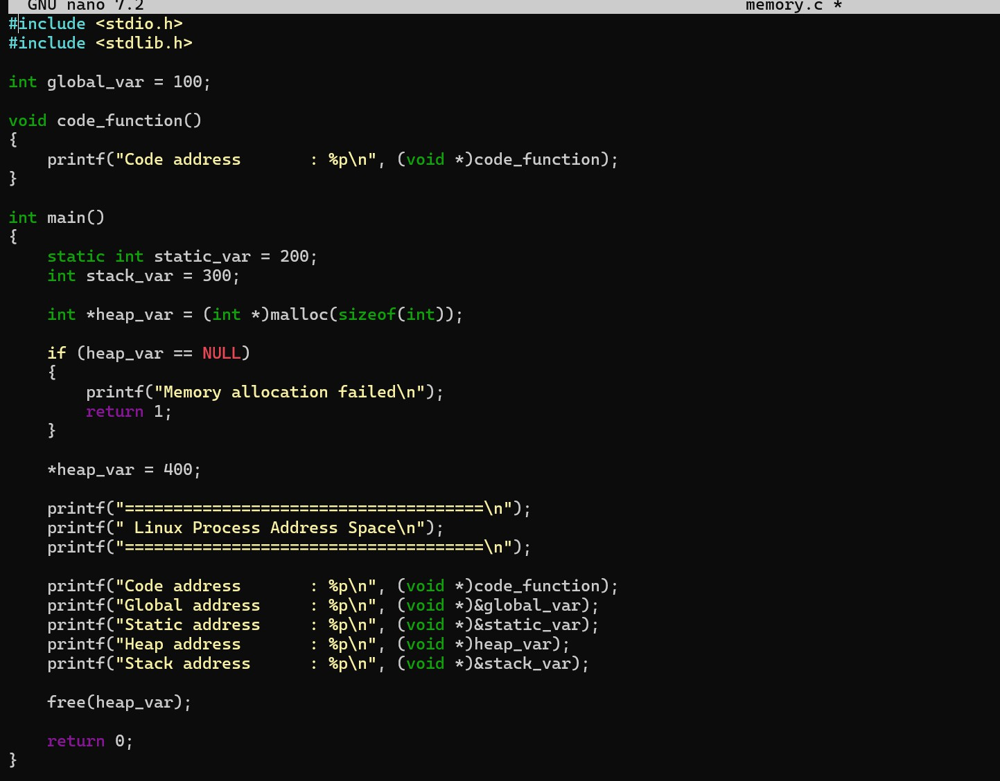 GNU nano 7.2 memory.c *
#include <stdio.h>
#include <stdlib.h>

int global_var = 100;

void code_function()
{
    printf("Code address       : %p\n", (void *)code_function);
}

int main()
{
    static int static_var = 200;
    int stack_var = 300;

    int *heap_var = (int *)malloc(sizeof(int));

    if (heap_var == NULL)
    {
        printf("Memory allocation failed\n");
        return 1;
    }

    *heap_var = 400;

    printf("=====================================\n");
    printf(" Linux Process Address Space\n");
    printf("=====================================\n");

    printf("Code address       : %p\n", (void *)code_function);
    printf("Global address     : %p\n", (void *)&global_var);
    printf("Static address     : %p\n", (void *)&static_var);
    printf("Heap address       : %p\n", (void *)heap_var);
    printf("Stack address      : %p\n", (void *)&stack_var);

    free(heap_var);

    return 0;
}